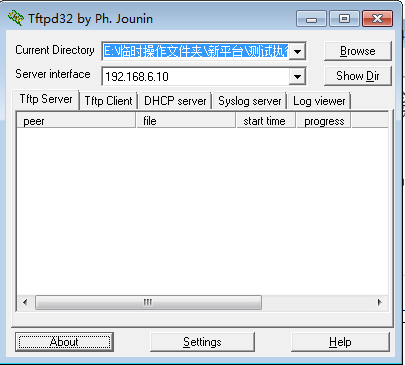 Tftpd32 by Ph. Jounin
Current Directory E:\临时操作文件夹\新平台\测试执行 Browse
Server interface 192.168.6.10 Show Dir
Tftp Server Tftp Client DHCP server Syslog server Log viewer
peer file start time progress
About Settings Help